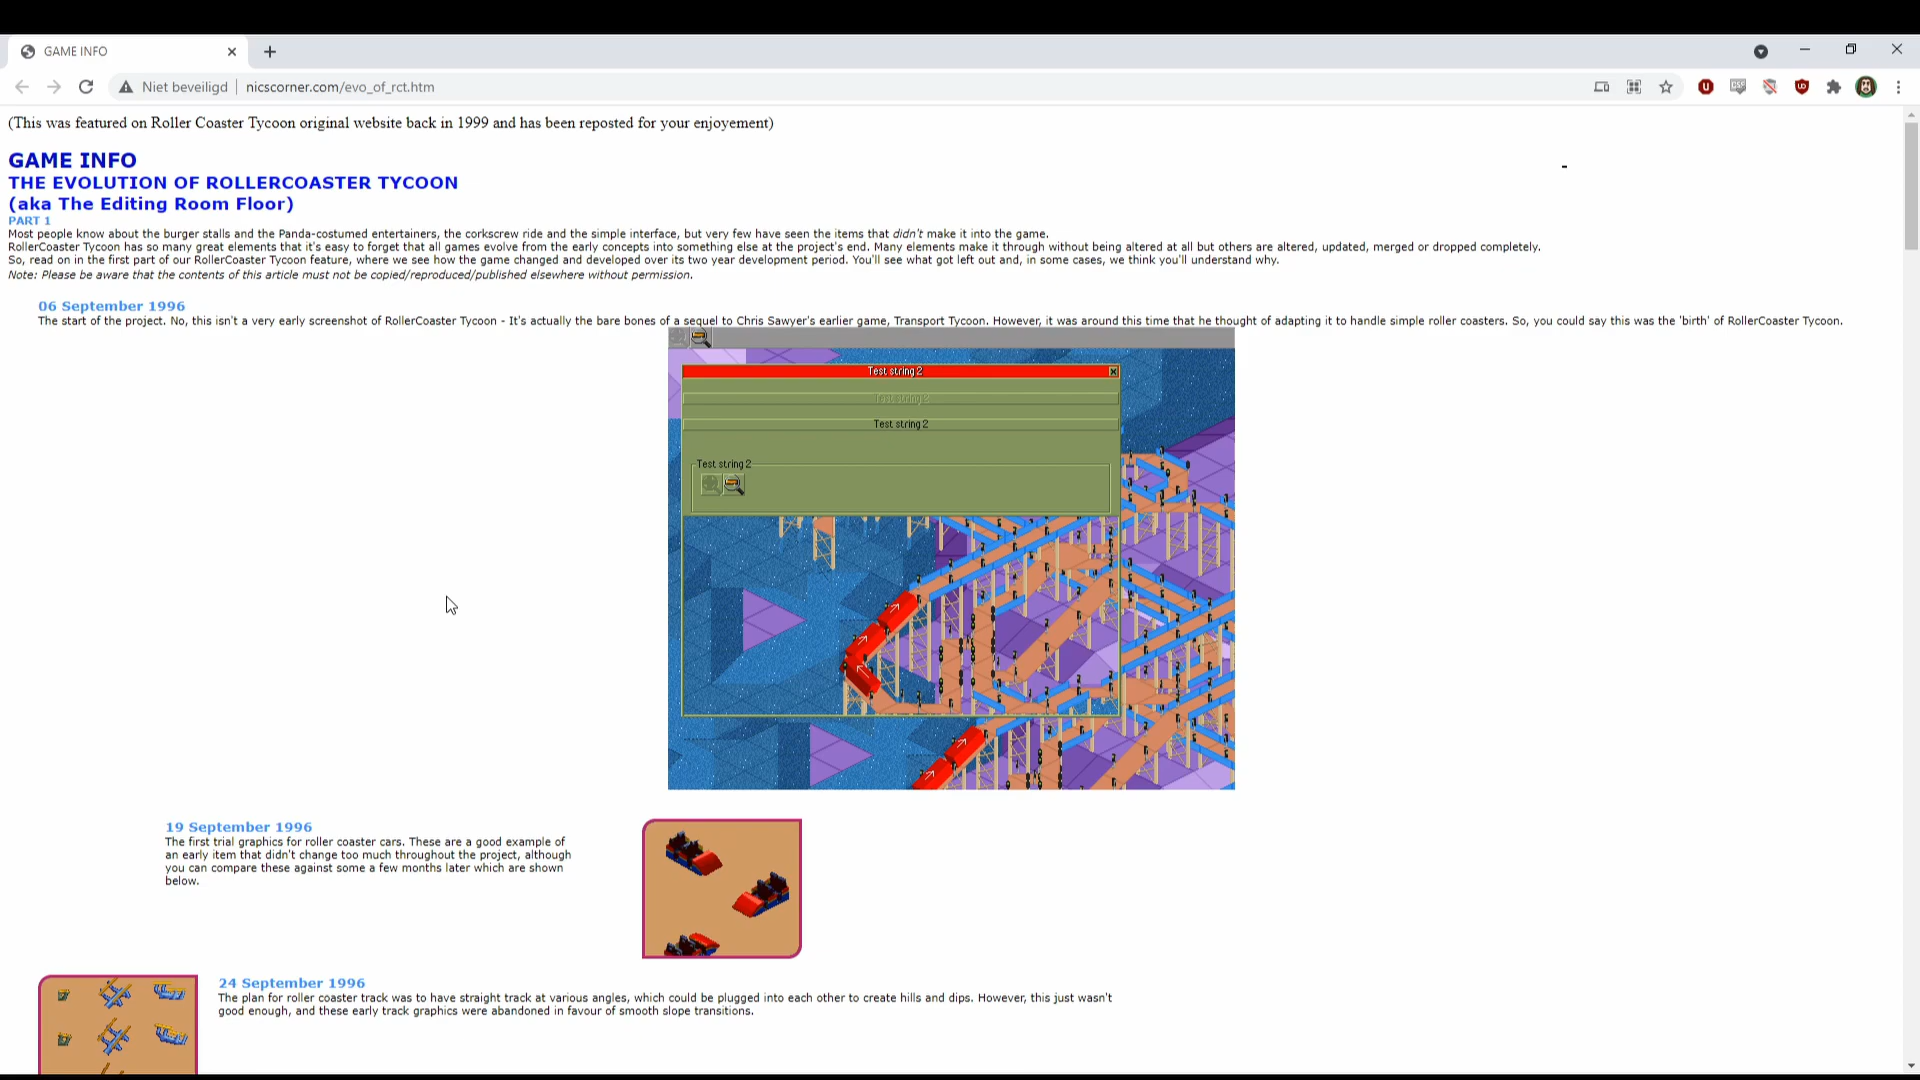 GAME INFO
Niet beveiligd
nicscorner.com/evo_of_rct.htm
(This was featured on Roller Coaster Tycoon original website back in 1999 and has been reposted for your enjoyement)
GAME INFO
-
THE EVOLUTION OF ROLLERCOASTER TYCOON
(aka The Editing Room Floor)
PART 1
Most people know about the burger stalls and the Panda-costumed entertainers, the corkscrew ride and the simple interface, but very few have seen the items that didn't make it into the game.
RollerCoaster Tycoon has so many great elements that it's easy to forget that all games evolve from the early concepts into something else at the project's end. Many elements make it through without being altered at all but others are altered, updated, merged or dropped completely.
So, read on in the first part of our RollerCoaster Tycoon feature, where we see how the game changed and developed over its two year development period. You'll see what got left out and, in some cases, we think you'll understand why.
Note: Please be aware that the contents of this article must not be copied/reproduced/published elsewhere without permission.
06 September 1996
The start of the project. No, this isn't a very early screenshot of RollerCoaster Tycoon - It's actually the bare bones of a sequel to Chris Sawyer's earlier game, Transport Tycoon. However, it was around this time that he thought of adapting it to handle simple roller coasters. So, you could say this was the 'birth' of RollerCoaster Tycoon.
Test string 2
Test string 2
Test string 2
Test string 2
19 September 1996
The first trial graphics for roller coaster cars. These are a good example of
an early item that didn't change too much throughout the project, although
you can compare these against some a few months later which are shown
below.
24 September 1996
The plan for roller coaster track was to have straight track at various angles, which could be plugged into each other to create hills and dips. However, this just wasn't
good enough, and these early track graphics were abandoned in favour of smooth slope transitions.